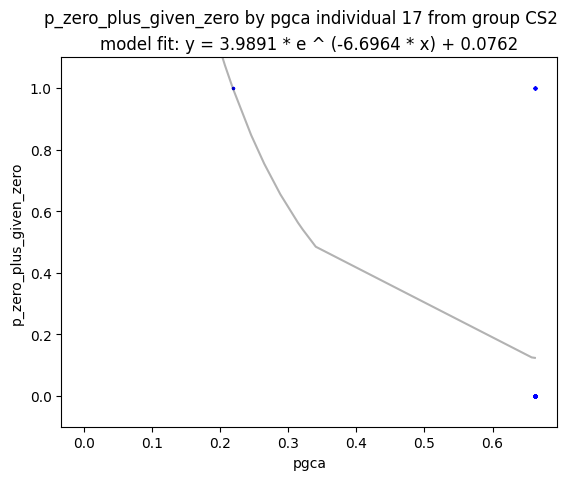 p_zero_plus_given_zero by pgca individual 17 from group CS2
model fit: y = 3.9891 * e ^ (-6.6964 * x) + 0.0762
1.0
0.8
0.6
0.4
0.2
0.0
p_zero_plus_given_zero
0.0 0.1 0.2 0.3 0.4 0.5 0.6
pgca